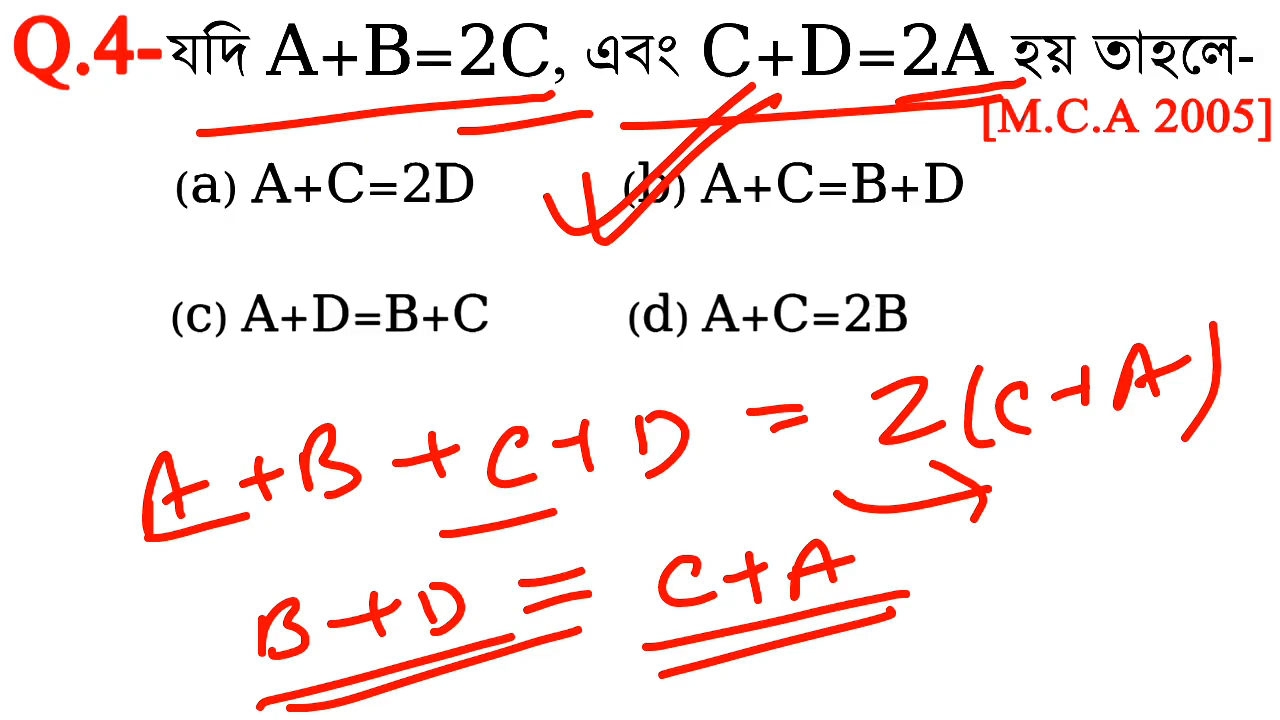 Q.4-যদি A+B=2C, এবং C+D=2A হয় তাহলে-
[M.C.A 2005]
(a) A+C=2D (b) A+C=B+D
(c) A+D=B+C (d) A+C=2B
A+B+C+D = 2(C+A)
B+D = C+A